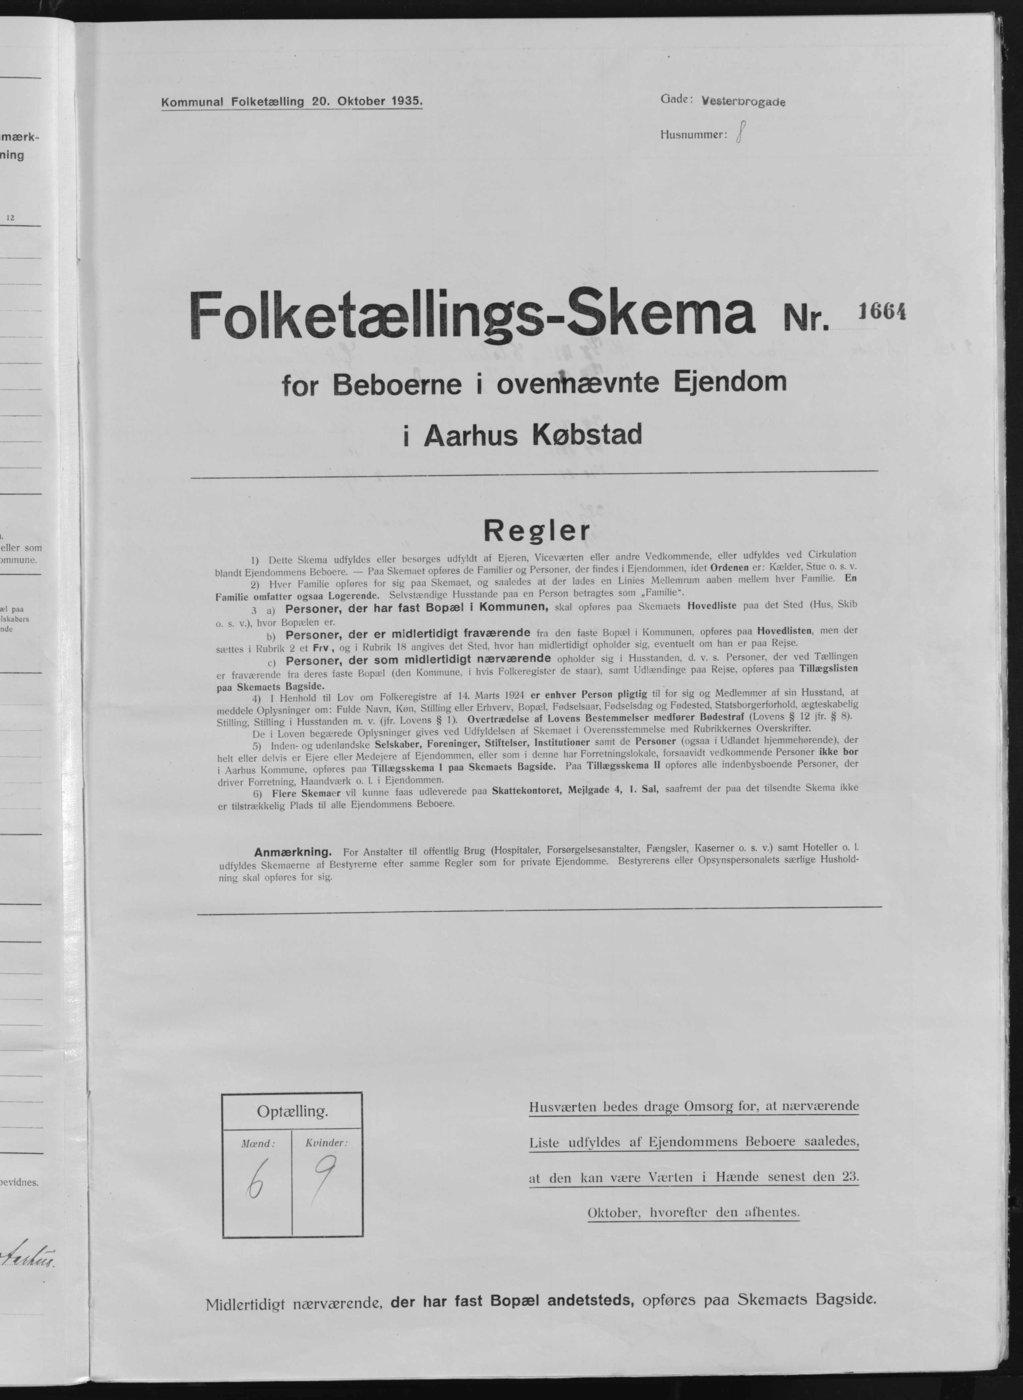 Kommunal Folketælling 20. Oktober 1935.
Gade: Vesterbrogade
Husnummer: 8
mærk-
ning
12
Folketællings-Skema Nr. 1664
for Beboerne i ovennævnte Ejendom
i Aarhus Købstad
Regler
1) Dette Skema udfyldes eller besørges udfyldt af Ejeren, Viceværten eller andre Vedkommende, eller udfyldes ved Cirkulation
blandt Ejendommens Beboere. — Paa Skemaet opføres de Familier og Personer, der findes i Ejendommen, idet Ordenen er: Kælder, Stue o. s. v.
2) Hver Familie opføres for sig paa Skemaet, og saaledes at der lades en Linies Mellemrum aaben mellem hver Familie. En
Familie omfatter ogsaa Logerende. Selvstændige Husstande paa en Person betragtes som „Familie“.
3 a) Personer, der har fast Bopæl i Kommunen, skal opføres paa Skemaets Hovedliste paa det Sted (Hus, Skib
o. s. v.), hvor Bopælen er.
b) Personer, der er midlertidigt fraværende fra den faste Bopæl i Kommunen, opføres paa Hovedlisten, men der
sættes i Rubrik 2 et Frv, og i Rubrik 18 angives det Sted, hvor han midlertidigt opholder sig, eventuelt om han er paa Rejse.
c) Personer, der som midlertidigt nærværende opholder sig i Husstanden, d. v. s. Personer, der ved Tællingen
er fraværende fra deres faste Bopæl (den Kommune, i hvis Folkeregister de staar), samt Udlændinge paa Rejse, opføres paa Tillægslisten
paa Skemaets Bagside.
4) I Henhold til Lov om Folkeregistre af 14. Marts 1924 er enhver Person pligtig til for sig og Medlemmer af sin Husstand, at
meddele Oplysninger om: Fulde Navn, Køn, Stilling eller Erhverv, Bopæl, Fødselsaar, Fødselsdag og Fødested, Statsborgerforhold, ægteskabelig
Stilling, Stilling i Husstanden m. v. (jfr. Lovens § 1). Overtrædelse af Lovens Bestemmelser medfører Bødestraf (Lovens § 12 jfr. § 8).
De i Loven begærede Oplysninger gives ved Udfyldelsen af Skemaet i Overensstemmelse med Rubrikkernes Overskrifter.
5) Inden- og udenlandske Selskaber, Foreninger, Stiftelser, Institutioner samt de Personer (ogsaa i Udlandet hjemmehørende), der
helt eller delvis er Ejere eller Medejere af Ejendommen, eller som i denne har Forretningslokale, forsaavidt vedkommende Personer ikke bor
i Aarhus Kommune, opføres paa Tillægsskema I paa Skemaets Bagside. Paa Tillægsskema II opføres alle indenbysboende Personer, der
driver Forretning, Haandværk o. l. i Ejendommen.
6) Flere Skemaer vil kunne faas udleverede paa Skattekontoret, Mejlgade 4, 1. Sal, saafremt der paa det tilsendte Skema ikke
er tilstrækkelig Plads til alle Ejendommens Beboere.
Anmærkning. For Anstalter til offentlig Brug (Hospitaler, Forsørgelsesanstalter, Fængsler, Kaserner o. s. v.) samt Hoteller o. l.
udfyldes Skemaerne af Bestyrerne efter samme Regler som for private Ejendomme. Bestyrerens eller Opsynspersonalets særlige Hushold-
ning skal opføres for sig.
eller som
ommune.
æl paa
lskabers
nde
evidnes.
Aarhus.
Optælling.
Mænd: Kvinder:
6 9
Husværten bedes drage Omsorg for, at nærværende
Liste udfyldes af Ejendommens Beboere saaledes,
at den kan være Værten i Hænde senest den 23.
Oktober, hvorefter den afhentes.
Midlertidigt nærværende, der har fast Bopæl andetsteds, opføres paa Skemaets Bagside.